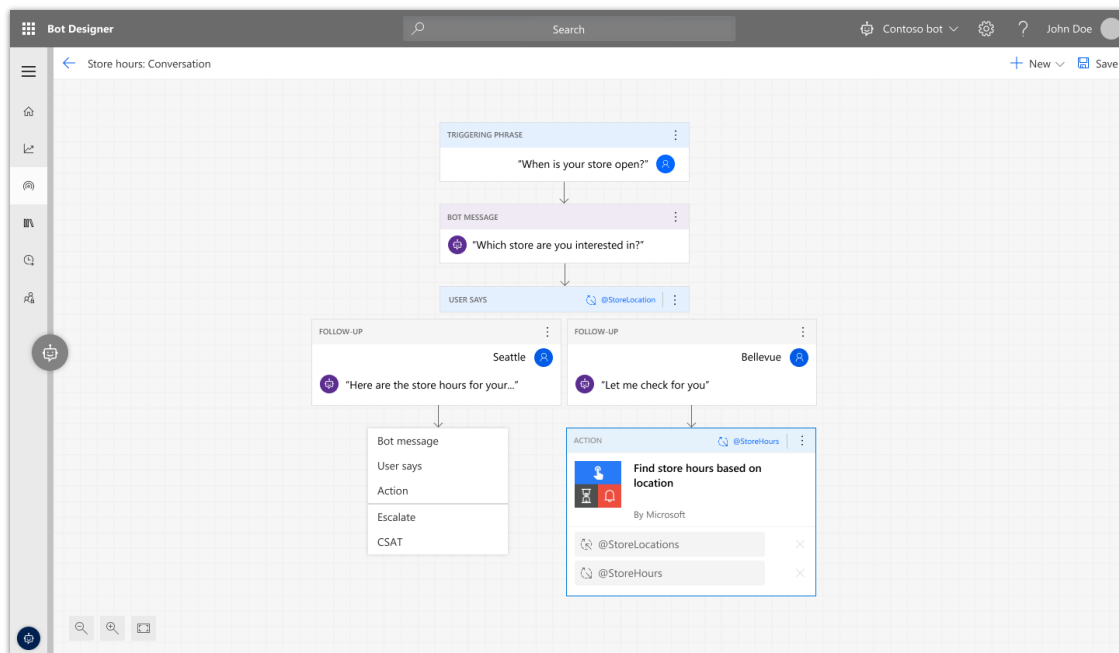 Bot Designer
Search
Contoso bot
?
John Doe
Store hours: Conversation
New
Save
TRIGGERING PHRASE
"When is your store open?"
BOT MESSAGE
"Which store are you interested in?"
USER SAYS
@StoreLocation
FOLLOW-UP
Seattle
"Here are the store hours for your..."
FOLLOW-UP
Bellevue
"Let me check for you"
Bot message
User says
Action
Escalate
CSAT
ACTION
@StoreHours
Find store hours based on
location
By Microsoft
@StoreLocations
@StoreHours